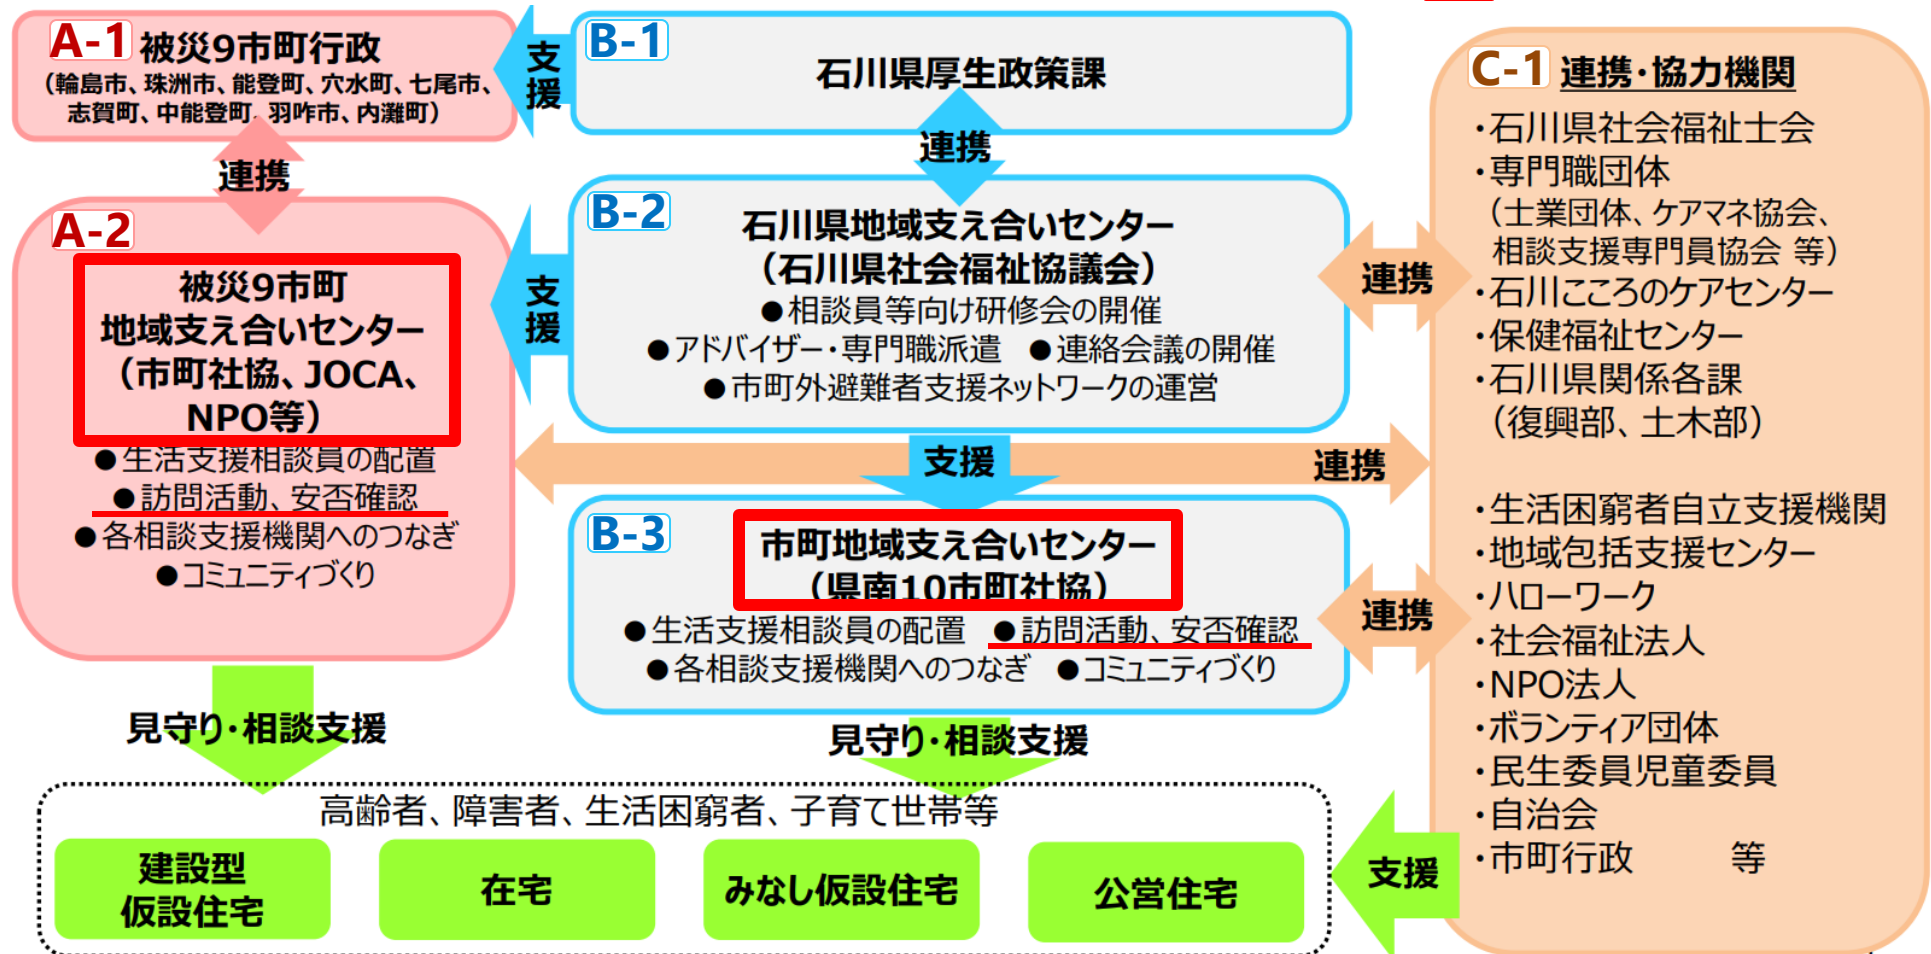 A-1 被災9市町行政
（輪島市、珠洲市、能登町、穴水町、七尾市、
志賀町、中能登町、羽咋市、内灘町）
連携
A-2
被災9市町
地域支え合いセンター
（市町社協、JOCA、
NPO等）
●生活支援相談員の配置
●訪問活動、安否確認
●各相談支援機関へのつなぎ
●コミュニティづくり
見守り・相談支援
支援
B-1
石川県厚生政策課
連携
支援
B-2
石川県地域支え合いセンター
（石川県社会福祉協議会）
●相談員等向け研修会の開催
●アドバイザー・専門職派遣 ●連絡会議の開催
●市町外避難者支援ネットワークの運営
連携
支援
連携
B-3
市町地域支え合いセンター
（県南10市町社協）
●生活支援相談員の配置 ●訪問活動、安否確認
●各相談支援機関へのつなぎ ●コミュニティづくり
連携
見守り・相談支援
C-1 連携・協力機関
・石川県社会福祉士会
・専門職団体
（士業団体、ケアマネ協会、
相談支援専門員協会 等）
・石川こころのケアセンター
・保健福祉センター
・石川県関係各課
（復興部、土木部）
・生活困窮者自立支援機関
・地域包括支援センター
・ハローワーク
・社会福祉法人
・NPO法人
・ボランティア団体
・民生委員児童委員
・自治会
・市町行政 等
支援
高齢者、障害者、生活困窮者、子育て世帯等
建設型
仮設住宅
在宅
みなし仮設住宅
公営住宅